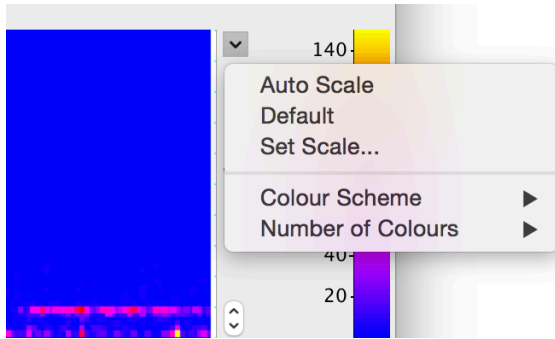 140
Auto Scale
Default
Set Scale...
Colour Scheme
Number of Colours
40
20